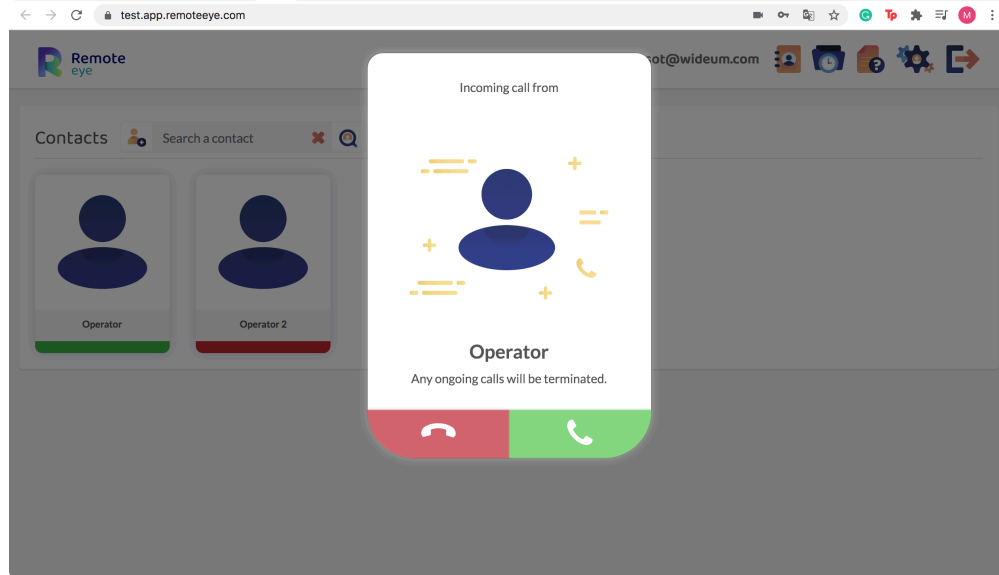 test.app.remoteeye.com
Remote
eye
ot@wideum.com
Incoming call from
Contacts
Search a contact
Operator
Operator 2
Operator
Any ongoing calls will be terminated.
M